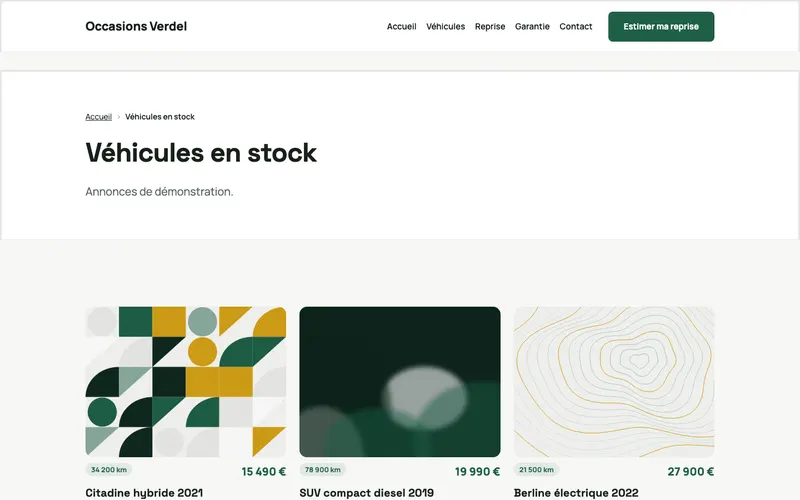 Occasions Verdel
Accueil Véhicules Reprise Garantie Contact Estimer ma reprise
Accueil > Véhicules en stock
Véhicules en stock
Annonces de démonstration.
34 200 km 15 490 €
Citadine hybride 2021
78 900 km 19 990 €
SUV compact diesel 2019
21 500 km 27 900 €
Berline électrique 2022